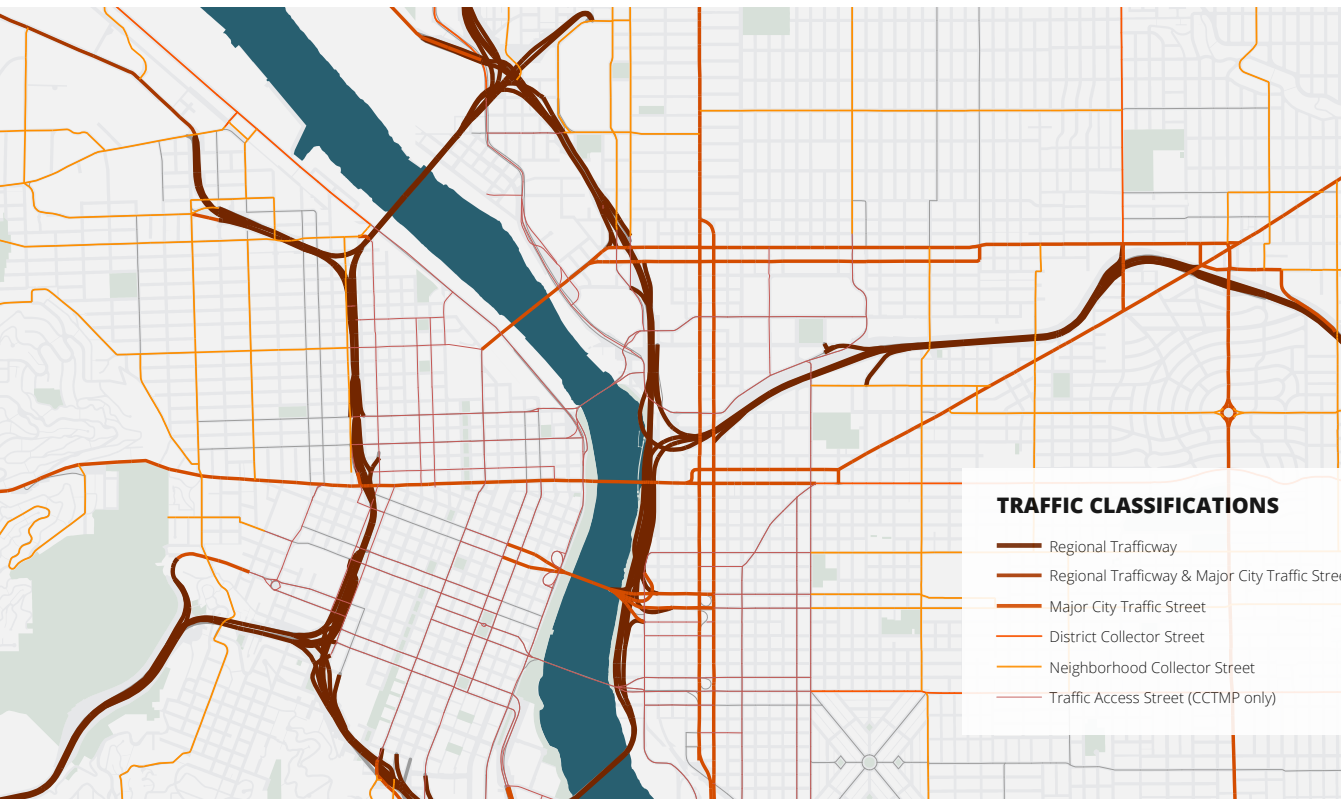 TRAFFIC CLASSIFICATIONS
Regional Trafficway
Regional Trafficway & Major City Traffic Stree
Major City Traffic Street
District Collector Street
Neighborhood Collector Street
Traffic Access Street (CCTMP only)